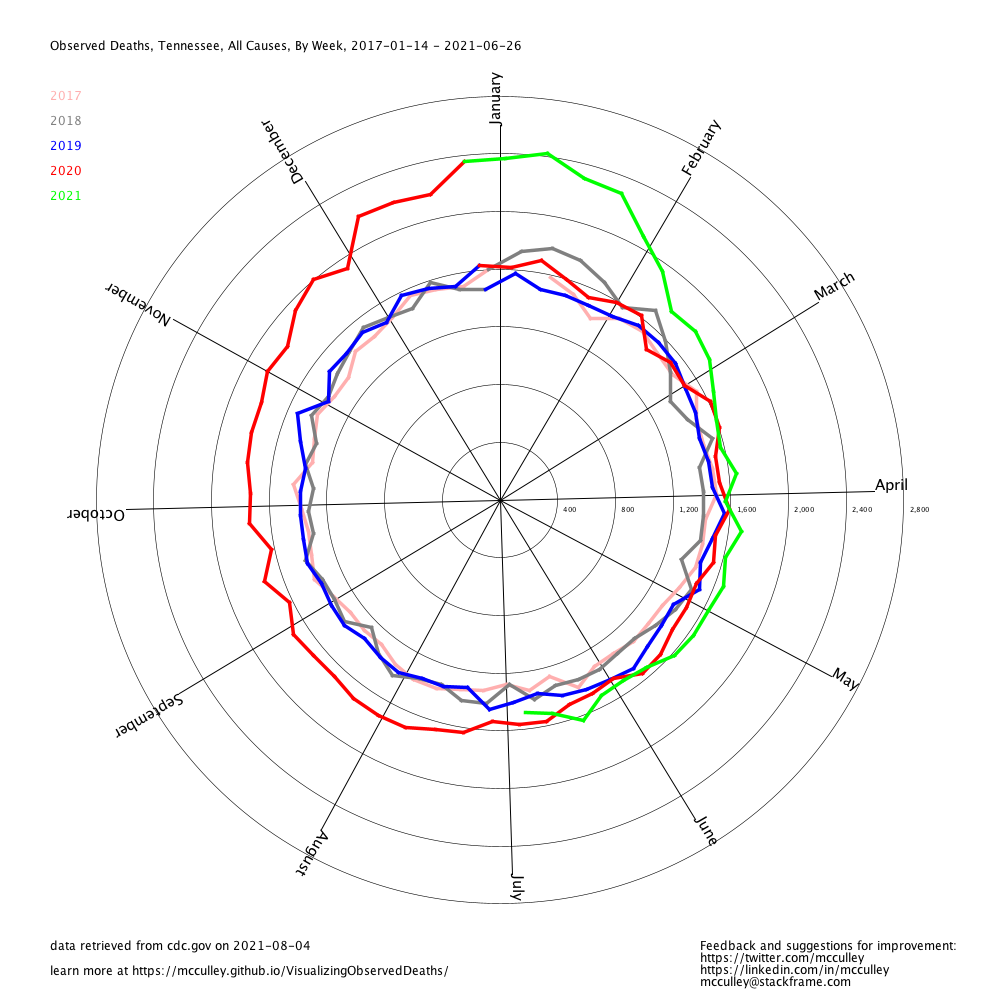 Observed Deaths, Tennessee, All Causes, By Week, 2017-01-14 - 2021-06-26
2017
2018
2019
2020
2021
January
February
March
April
May
June
July
August
September
October
November
December
400
800
1,200
1,600
2,000
2,400
2,800
data retrieved from cdc.gov on 2021-08-04
learn more at https://mcculley.github.io/VisualizingObservedDeaths/
Feedback and suggestions for improvement:
https://twitter.com/mcculley
https://linkedin.com/in/mcculley
mcculley@stackframe.com